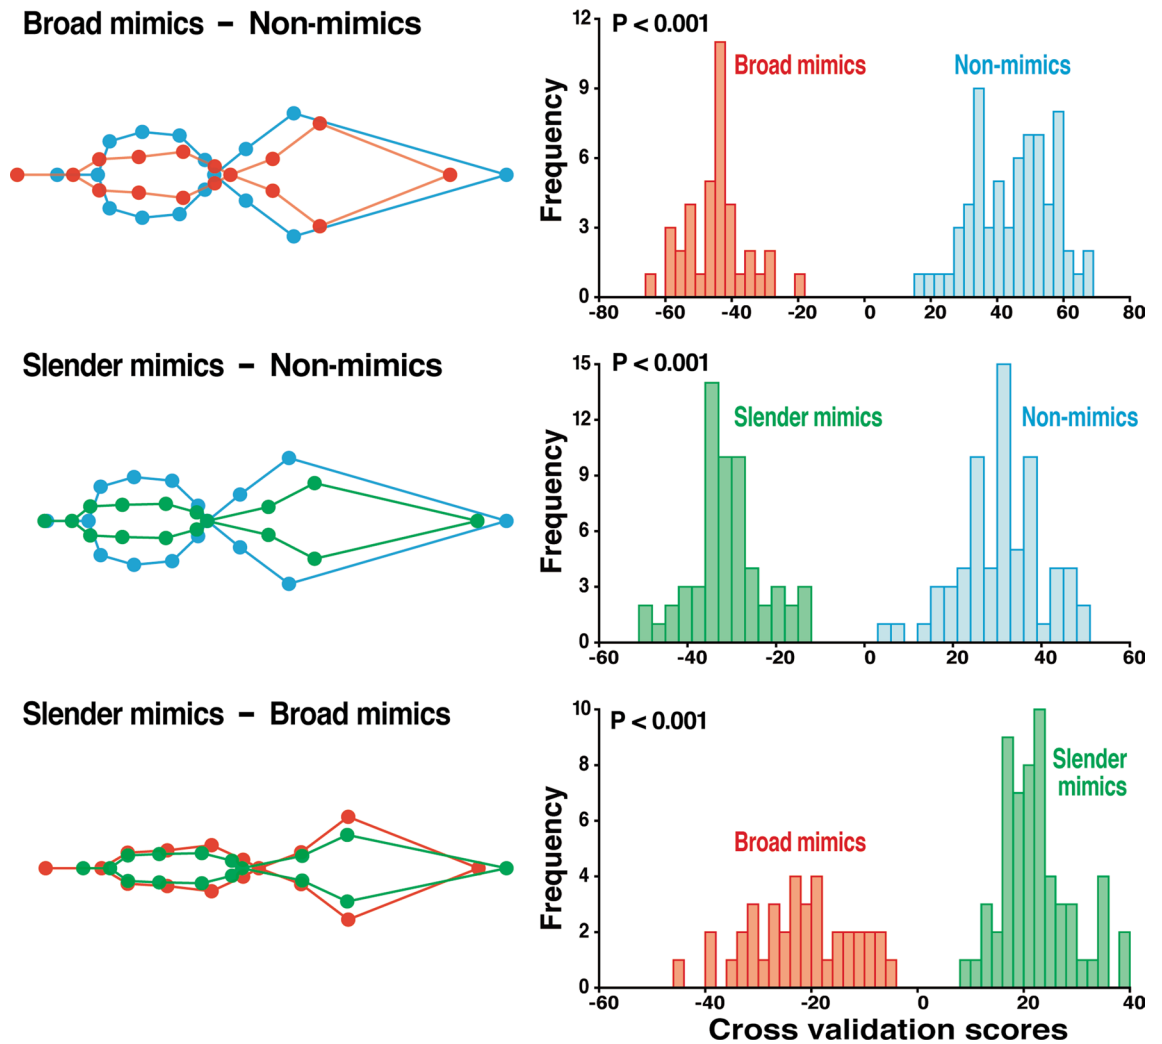 Broad mimics – Non-mimics
P < 0.001
Broad mimics
Non-mimics
Frequency
12
9
6
3
0
-80
-60
-40
-20
0
20
40
60
80
Slender mimics – Non-mimics
P < 0.001
Slender mimics
Non-mimics
Frequency
15
12
9
6
3
0
-60
-40
-20
0
20
40
60
Slender mimics – Broad mimics
P < 0.001
Slender
mimics
Broad mimics
Frequency
10
8
6
4
2
0
-60
-40
-20
0
20
40
Cross validation scores